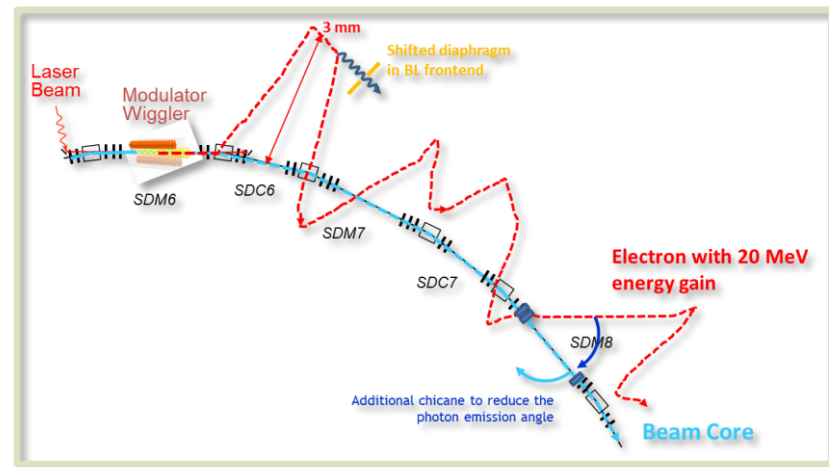 3 mm
Shifted diaphragm
in BL frontend
Laser
Beam
Modulator
Wiggler
SDM6
SDC6
SDM7
SDC7
Electron with 20 MeV
energy gain
SDM8
Additional chicane to reduce the
photon emission angle
Beam Core